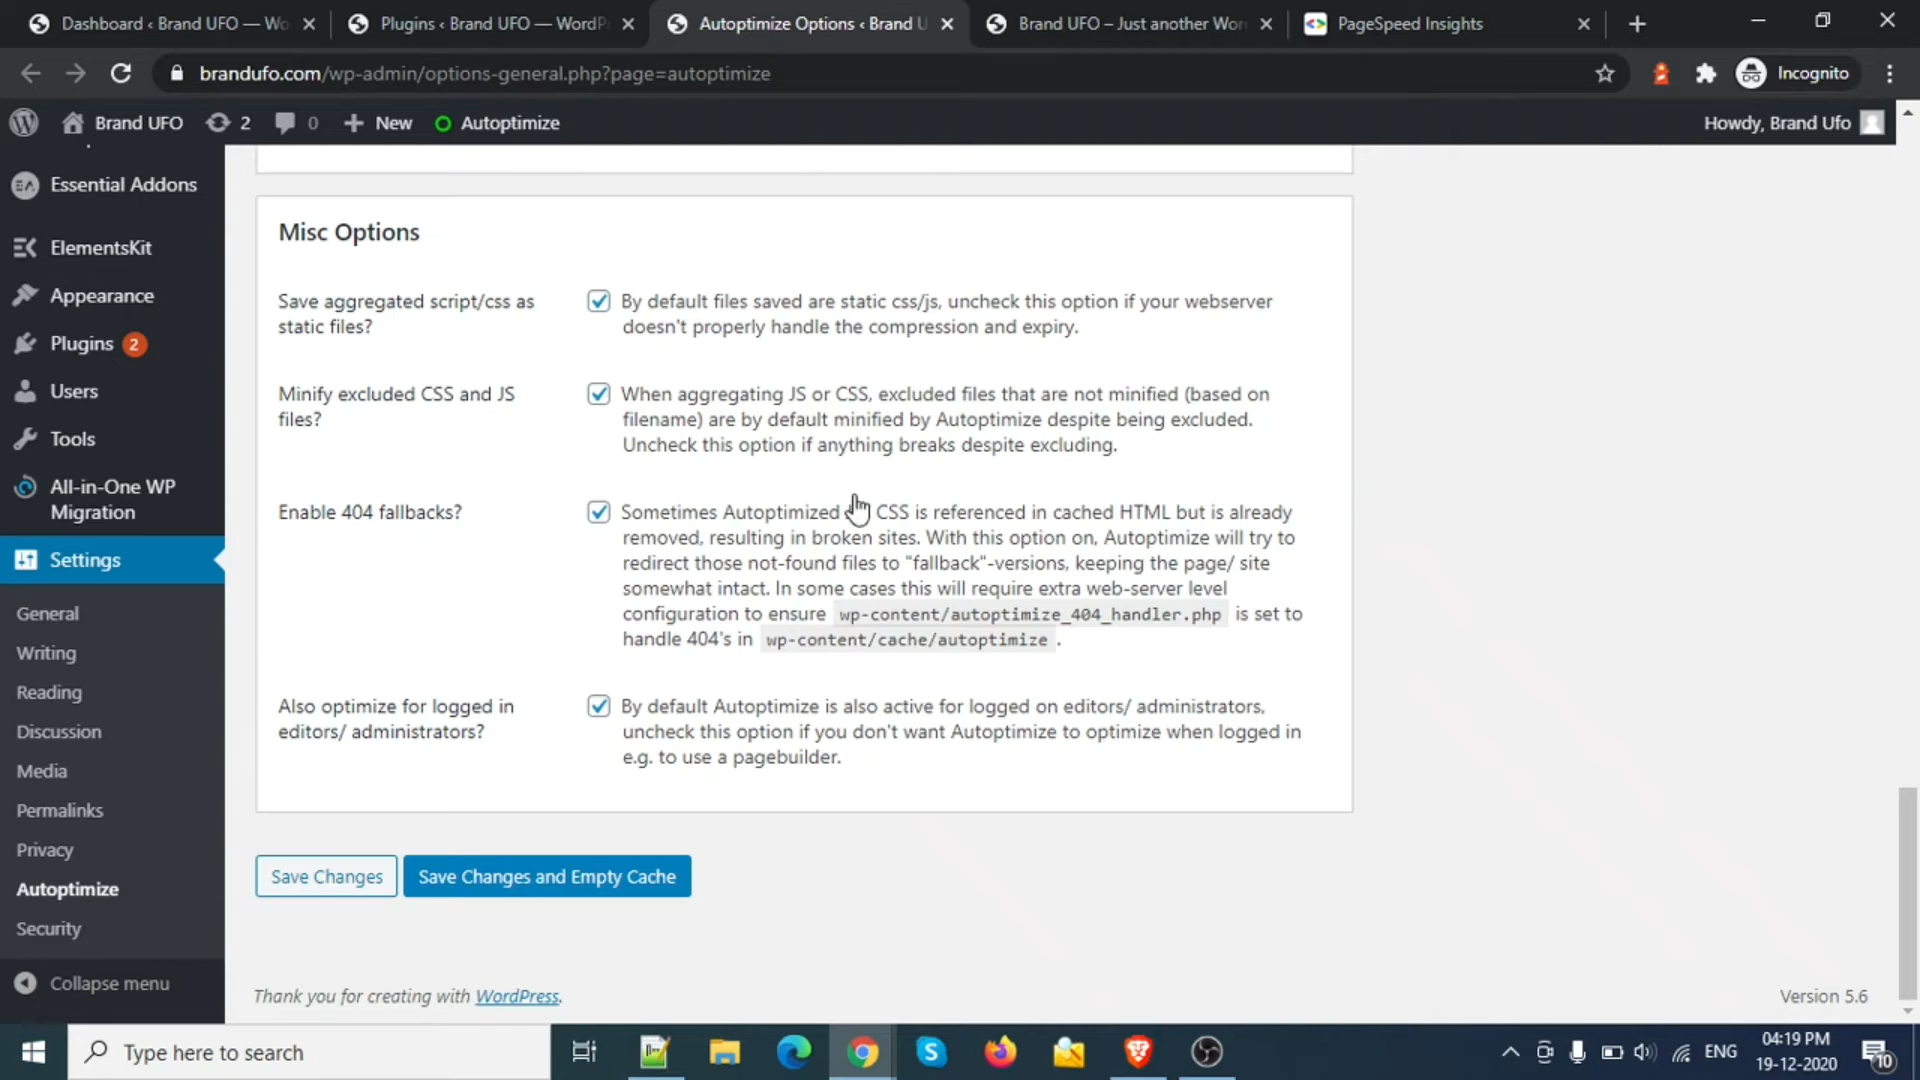 Dashboard ‹ Brand UFO — Wo
Plugins ‹ Brand UFO — WordP
Autoptimize Options ‹ Brand U
Brand UFO – Just another Wor
PageSpeed Insights
brandufo.com/wp-admin/options-general.php?page=autoptimize
Incognito
Brand UFO
2
0
New
Autoptimize
Howdy, Brand Ufo
Essential Addons
ElementsKit
Appearance
Plugins 2
Users
Tools
All-in-One WP
Migration
Settings
General
Writing
Reading
Discussion
Media
Permalinks
Privacy
Autoptimize
Security
Collapse menu
Misc Options
Save aggregated script/css as
static files?
By default files saved are static css/js, uncheck this option if your webserver
doesn't properly handle the compression and expiry.
Minify excluded CSS and JS
files?
When aggregating JS or CSS, excluded files that are not minified (based on
filename) are by default minified by Autoptimize despite being excluded.
Uncheck this option if anything breaks despite excluding.
Enable 404 fallbacks?
Sometimes Autoptimized CSS is referenced in cached HTML but is already
removed, resulting in broken sites. With this option on, Autoptimize will try to
redirect those not-found files to "fallback"-versions, keeping the page/ site
somewhat intact. In some cases this will require extra web-server level
configuration to ensure wp-content/autoptimize_404_handler.php is set to
handle 404's in wp-content/cache/autoptimize .
Also optimize for logged in
editors/ administrators?
By default Autoptimize is also active for logged on editors/ administrators,
uncheck this option if you don't want Autoptimize to optimize when logged in
e.g. to use a pagebuilder.
Save Changes
Save Changes and Empty Cache
Thank you for creating with WordPress.
Version 5.6
Type here to search
ENG
04:19 PM
19-12-2020
10